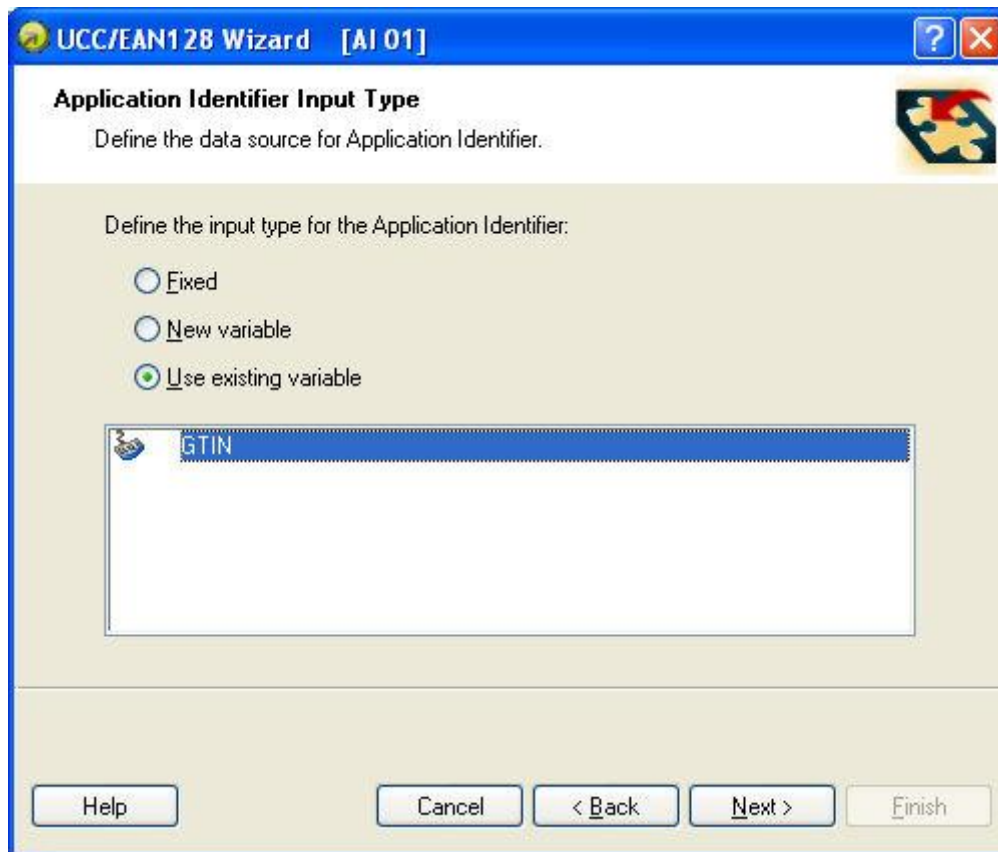 UCC/EAN128 Wizard [AI 01]
Application Identifier Input Type
Define the data source for Application Identifier.
Define the input type for the Application Identifier:
Fixed
New variable
Use existing variable
GTIN
Help Cancel < Back Next > Finish